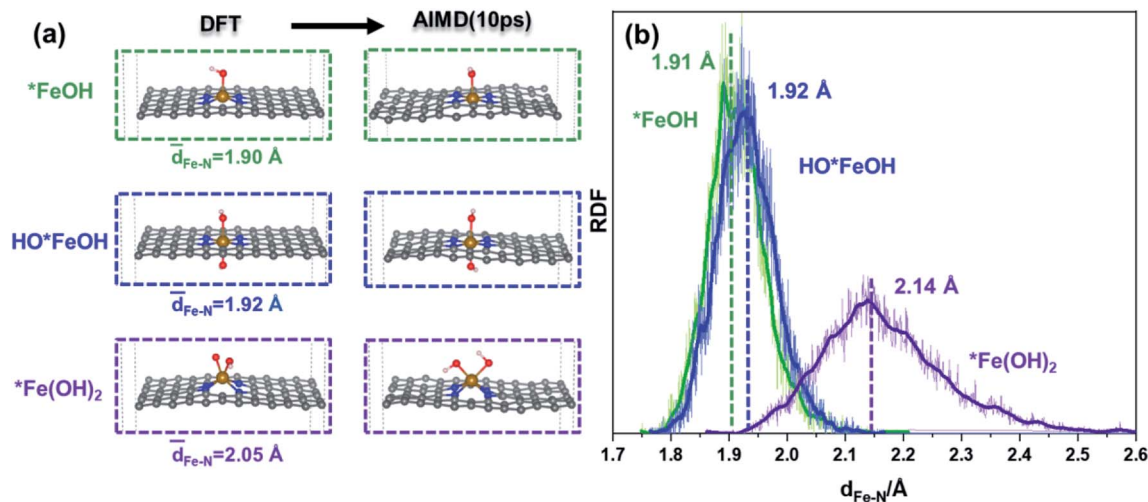 (a)
DFT
AIMD(10ps)
*FeOH
d̅Fe-N=1.90 Å
HO*FeOH
d̅Fe-N=1.92 Å
*Fe(OH)2
d̅Fe-N=2.05 Å
(b)
1.91 Å
*FeOH
1.92 Å
HO*FeOH
2.14 Å
*Fe(OH)2
RDF
1.7 1.8 1.9 2.0 2.1 2.2 2.3 2.4 2.5 2.6
dFe-N/Å